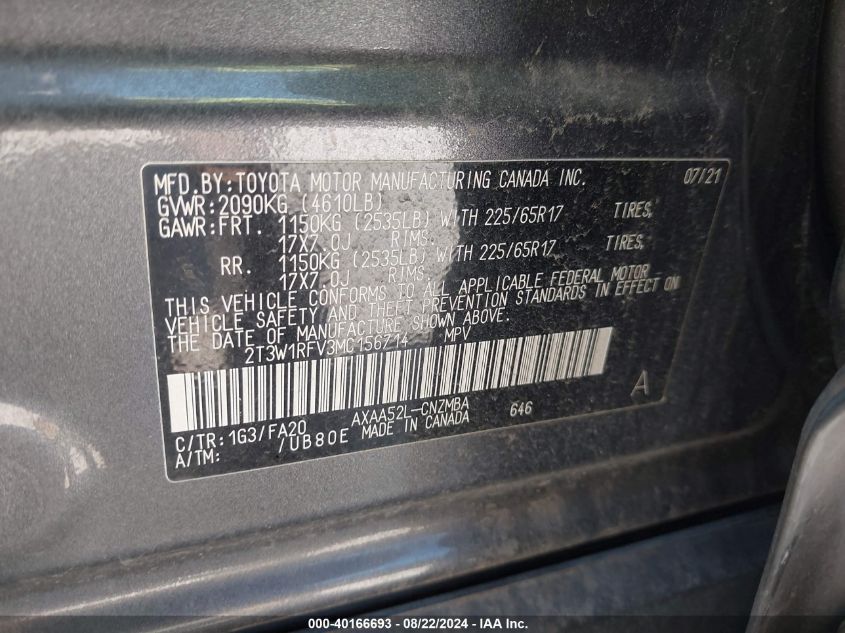 MFD.BY:TOYOTA MOTOR MANUFACTURING CANADA INC. 07/21
GVWR:2090KG (4610LB)
GAWR:FRT. 1150KG (2535LB) WITH 225/65R17 TIRES,
17X7.0J RIMS.
RR. 1150KG (2535LB) WITH 225/65R17 TIRES,
17X7.0J RIMS.
THIS VEHICLE CONFORMS TO ALL APPLICABLE FEDERAL MOTOR
VEHICLE SAFETY AND THEFT PREVENTION STANDARDS IN EFFECT ON
THE DATE OF MANUFACTURE SHOWN ABOVE.
2T3W1RFV3MC156714 MPV
A
C/TR:1G3/FA20 AXAA52L-CNZMBA 646
A/TM: /UB80E MADE IN CANADA
000-40166693 - 08/22/2024 - IAA Inc.